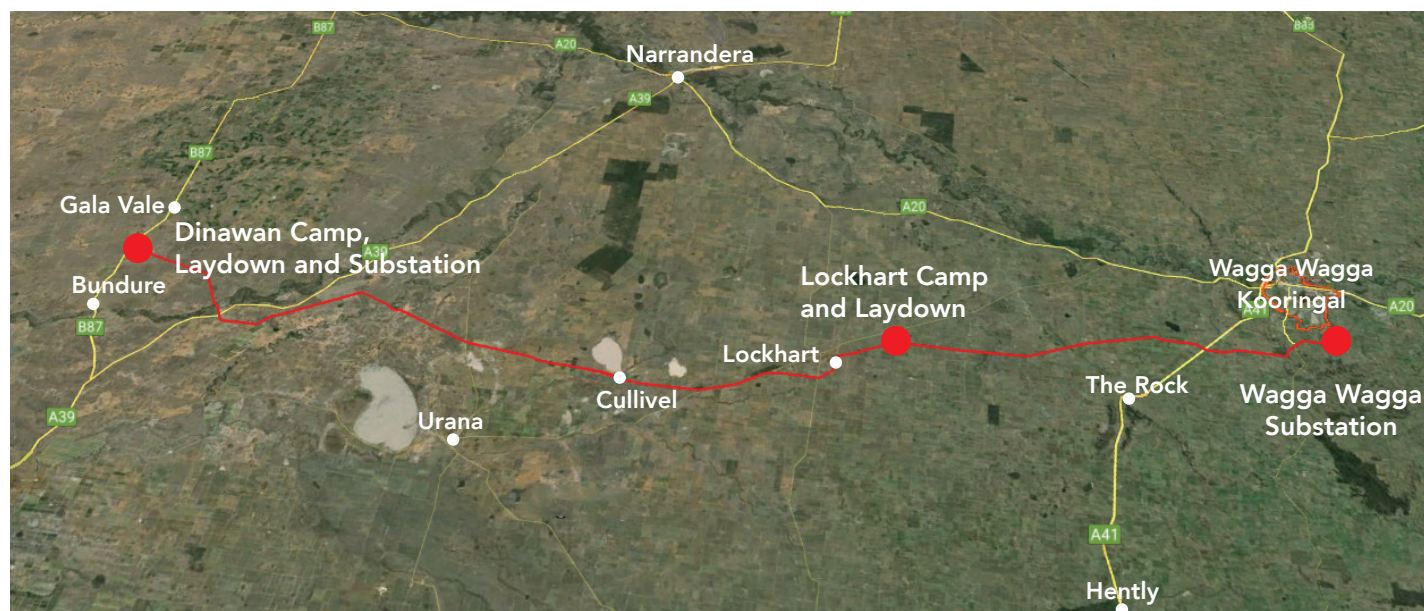 B87
A20
B85
Narrandera
A39
B87
Gala Vale
A20
Dinawan Camp,
Laydown and Substation
A39
Bundure
B87
Lockhart Camp
and Laydown
Wagga Wagga
Kooringal
A41
A20
Lockhart
Cullivel
The Rock
Wagga Wagga
Substation
A39
Urana
A41
Hently